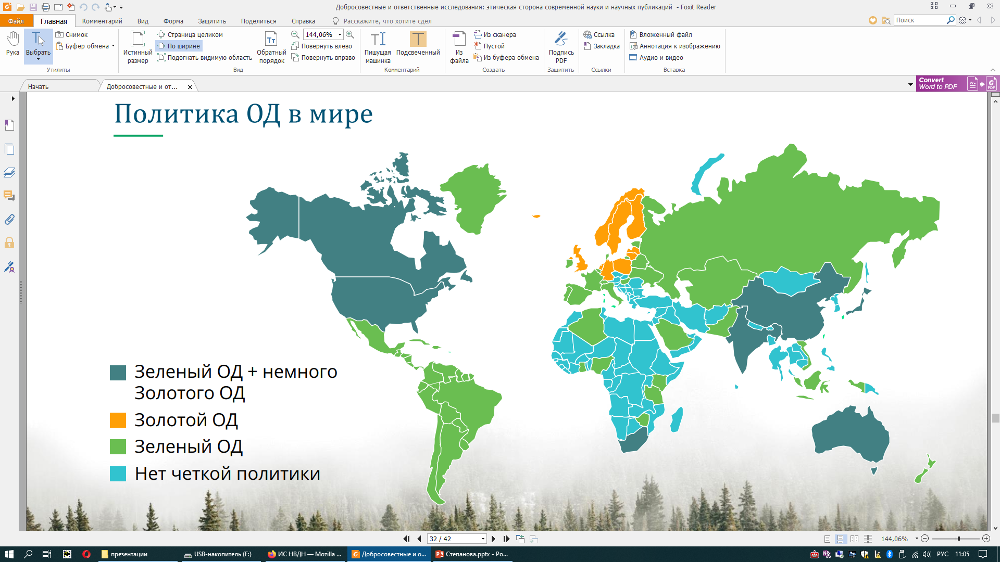 Добросовестные и ответственные исследования: этическая сторона современной науки и научных публикаций - Foxit Reader
Файл
Главная
Комментарий
Вид
Форма
Защитить
Поделиться
Справка
Расскажите, что хотите сдел
Поиск
Рука
Выбрать
Снимок
Буфер обмена
Утилиты
Истинный размер
Страница целиком
По ширине
Подогнать видимую область
Обратный порядок
144,06%
Повернуть влево
Повернуть вправо
Вид
Пишущая машинка
Подсвеченный
Комментарий
Из файла
Из сканера
Пустой
Из буфера обмена
Создать
Подпись PDF
Защитить
Ссылка
Закладка
Ссылки
Вложенный файл
Аннотация к изображению
Аудио и видео
Вставка
Начать
Добросовестные и от...
Convert
Word to PDF
Политика ОД в мире
Зеленый ОД + немного
Золотого ОД
Золотой ОД
Зеленый ОД
Нет четкой политики
32 / 42
144,06%
презентации
USB-накопитель (F:)
ИС НВДН — Mozilla ...
Добросовестные и о...
Степанова.pptx - Po...
РУС
11:05